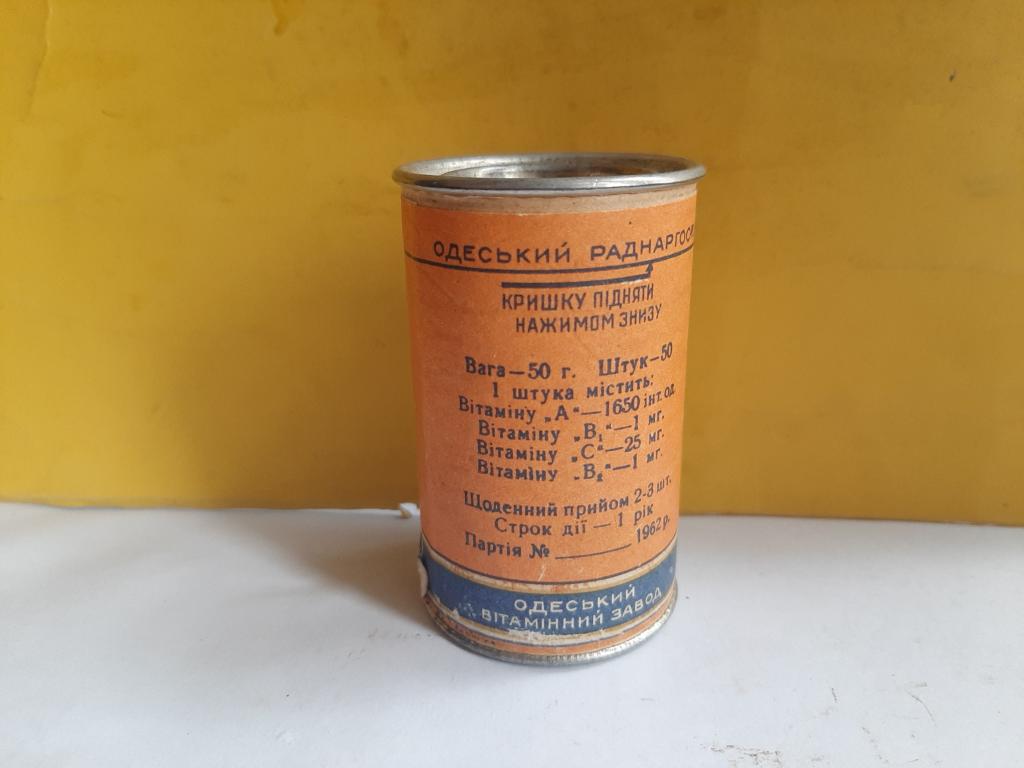 ОДЕСЬКИЙ РАДНАРГОСП
КРИШКУ ПІДНЯТИ
НАЖИМОМ ЗНИЗУ
Вага—50 г. Штук—50
1 штука містить:
Вітаміну „А“—1650 інт. од.
Вітаміну „В₁“—1 мг.
Вітаміну „С“—25 мг.
Вітаміну „В₂“—1 мг.
Щоденний прийом 2-3 шт.
Строк дії — 1 рік
Партія № ________ 1962 р.
ОДЕСЬКИЙ
ВІТАМІННИЙ ЗАВОД